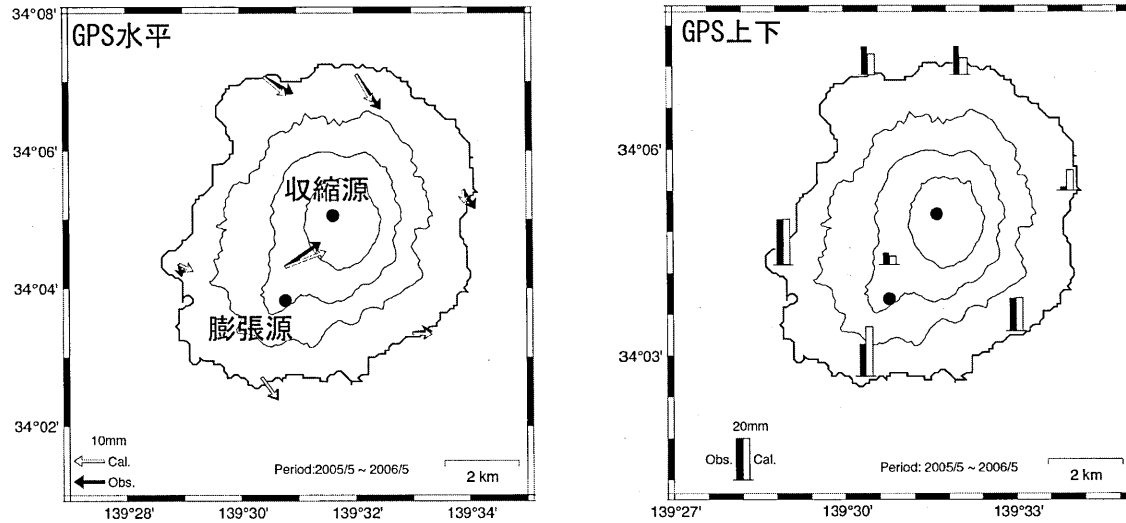 GPS水平
34°08'
34°06'
34°04'
34°02'
収縮源
膨張源
10mm
Cal.
Obs.
Period:2005/5 ~ 2006/5
2 km
139°28'
139°30'
139°32'
139°34'
GPS上下
34°06'
34°03'
20mm
Obs.
Cal.
Period: 2005/5 ~ 2006/5
2 km
139°27'
139°30'
139°33'